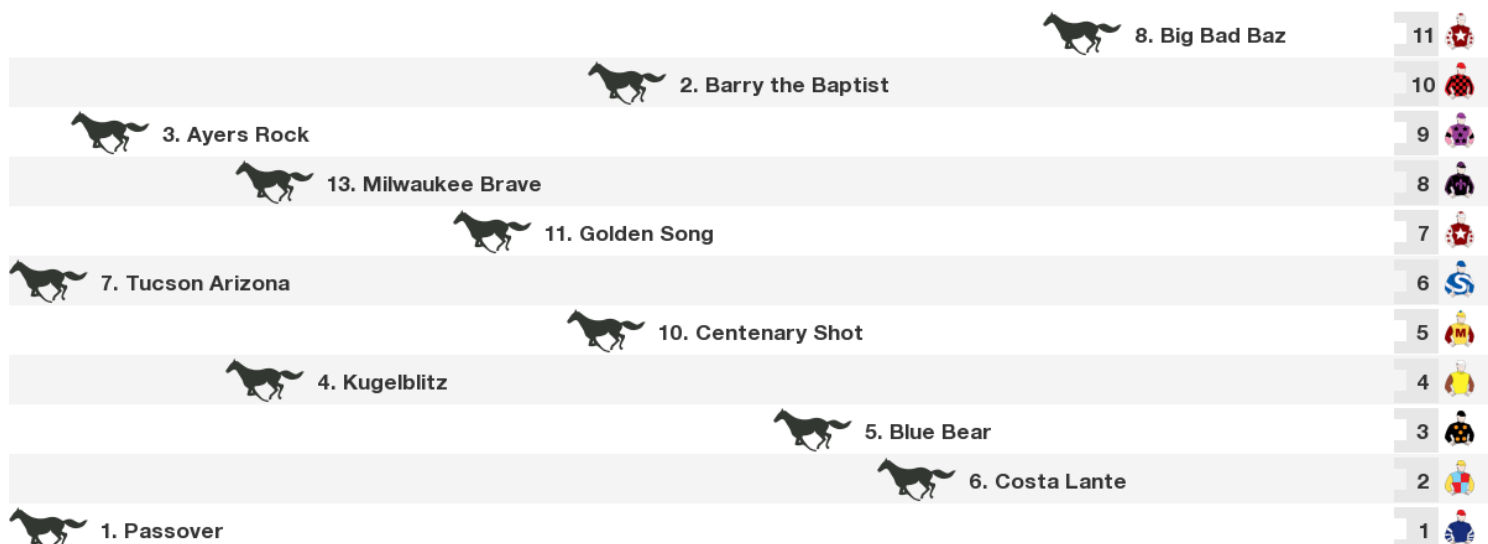 8. Big Bad Baz 11
2. Barry the Baptist 10
3. Ayers Rock 9
13. Milwaukee Brave 8
11. Golden Song 7
7. Tucson Arizona 6 S
10. Centenary Shot 5 M
4. Kugelblitz 4
5. Blue Bear 3
6. Costa Lante 2
1. Passover 1